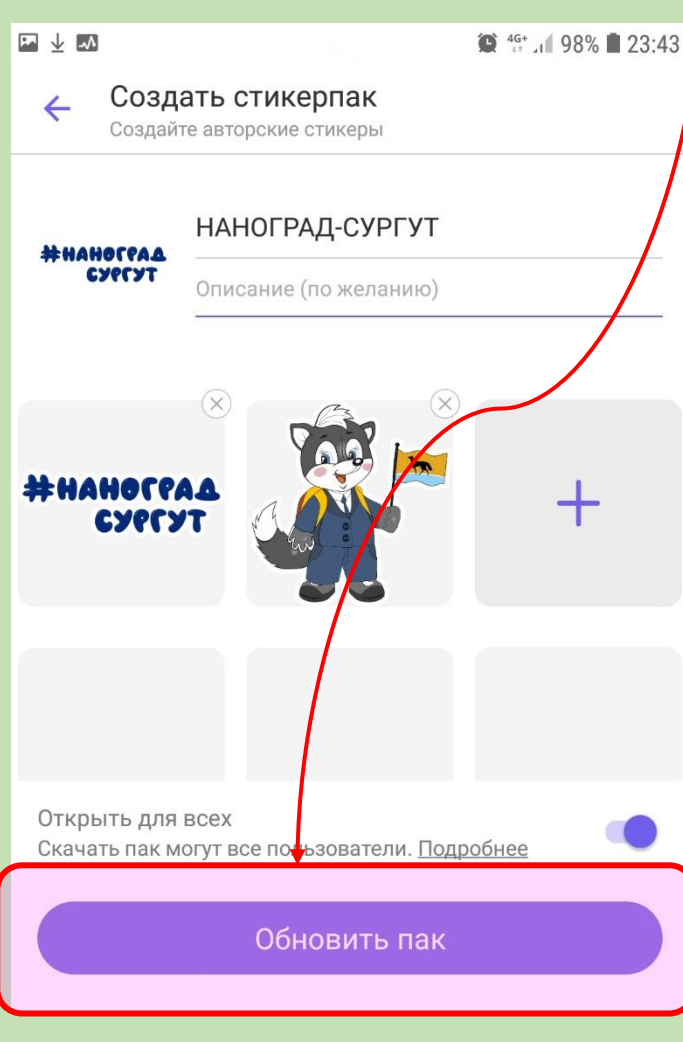 4G+ 98% 23:43
Создать стикерпак
Создайте авторские стикеры
#НАНОГРАД
СУРГУТ
НАНОГРАД-СУРГУТ
Описание (по желанию)
#НАНОГРАД
СУРГУТ
Открыть для всех
Скачать пак могут все пользователи. Подробнее
Обновить пак